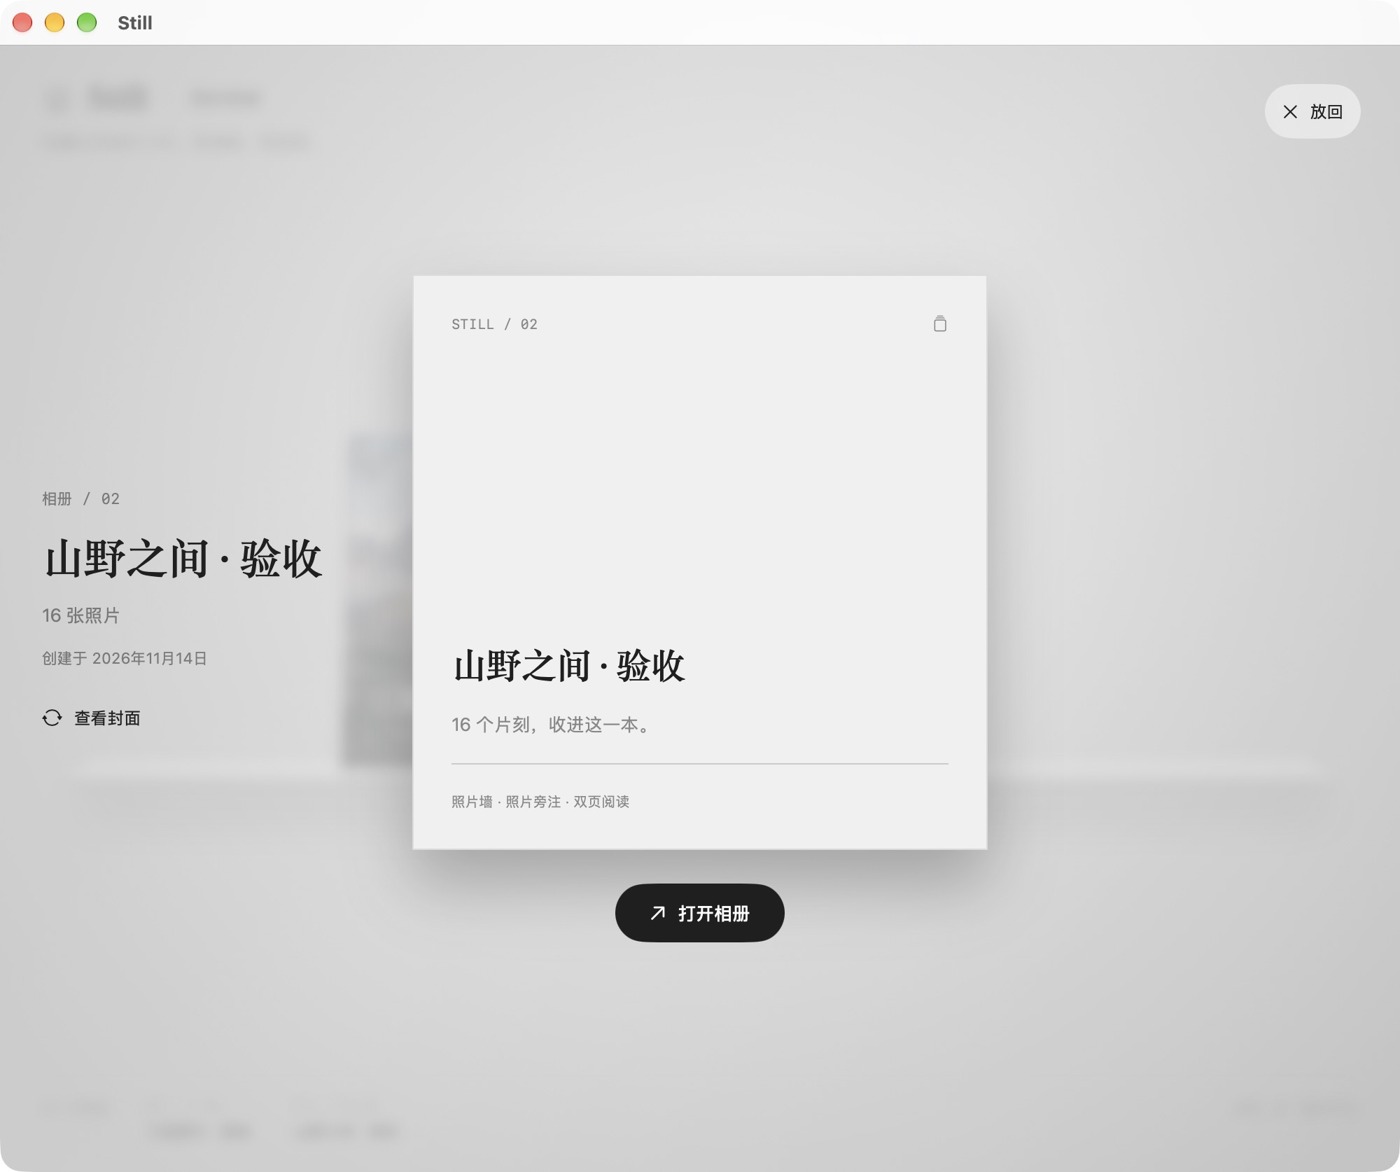 Still
放回
STILL / 02
相册 / 02
山野之间 · 验收
16 张照片
创建于 2026年11月14日
查看封面
山野之间 · 验收
16 个片刻，收进这一本。
照片墙 · 照片旁注 · 双页阅读
打开相册